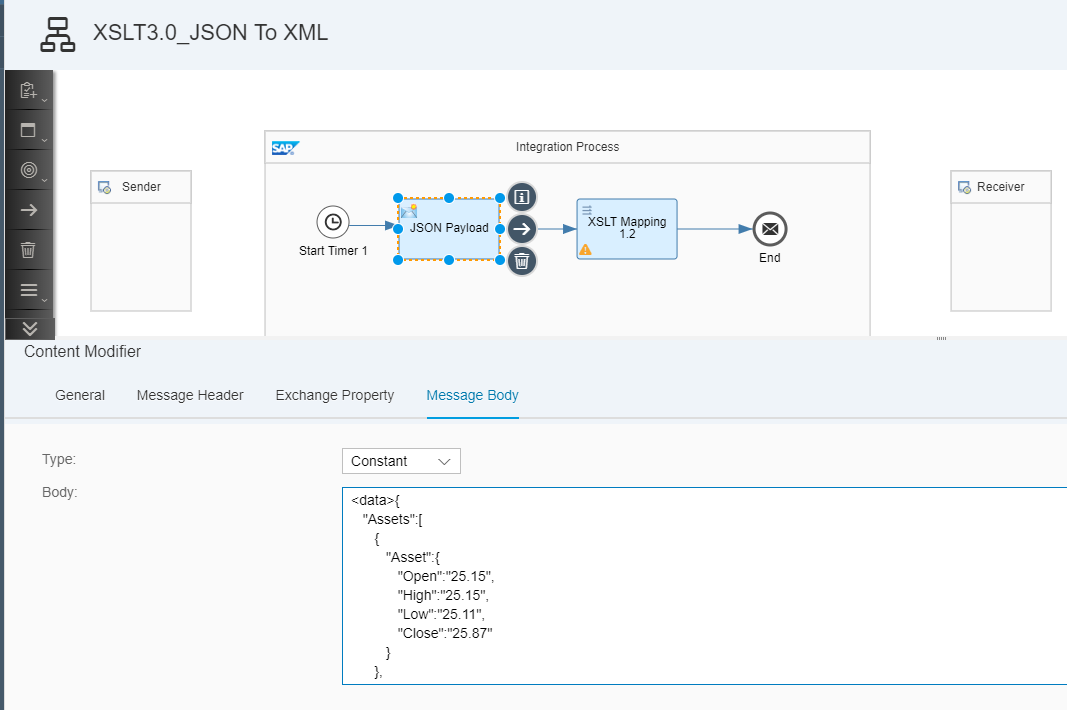 XSLT3.0_JSON To XML
SAP
Integration Process
Sender
Receiver
JSON Payload
XSLT Mapping
1.2
Start Timer 1
End
Content Modifier
General
Message Header
Exchange Property
Message Body
Type:
Constant
Body:
<data>{
"Assets":[
{
"Asset":{
"Open":"25.15",
"High":"25.15",
"Low":"25.11",
"Close":"25.87"
}
},